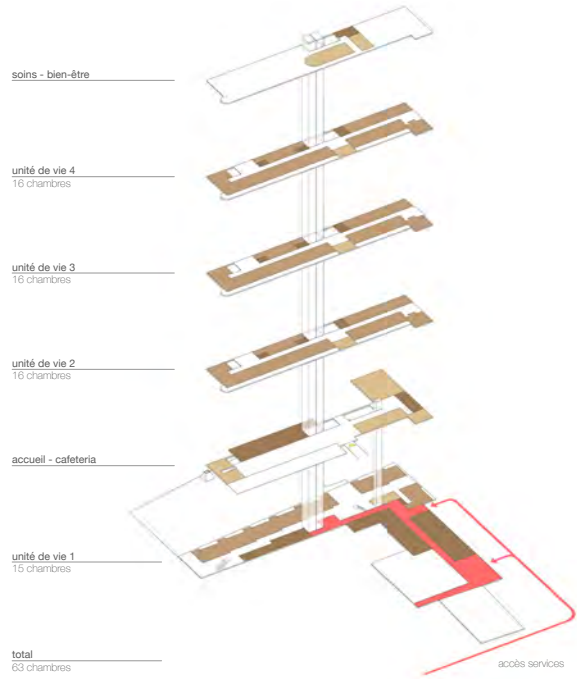 soins - bien-être
unité de vie 4
16 chambres
unité de vie 3
16 chambres
unité de vie 2
16 chambres
accueil - cafeteria
unité de vie 1
15 chambres
total
63 chambres
accès services